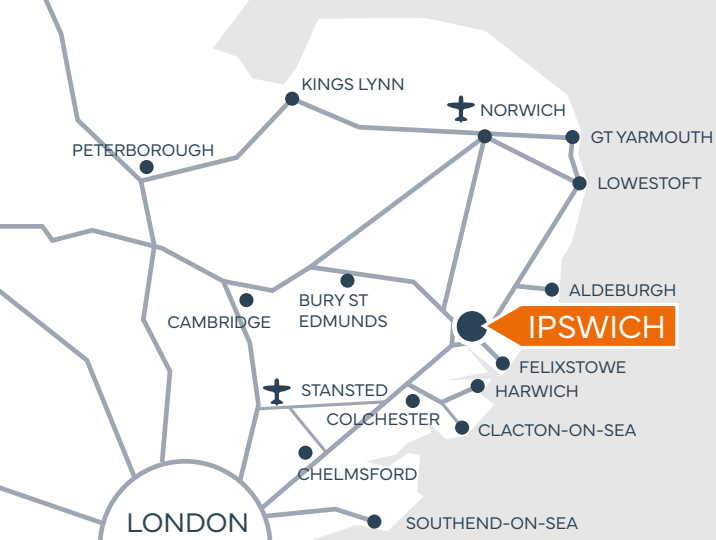 KINGS LYNN
NORWICH
GT YARMOUTH
PETERBOROUGH
LOWESTOFT
ALDEBURGH
BURY ST
EDMUNDS
CAMBRIDGE
IPSWICH
FELIXSTOWE
STANSTED
HARWICH
COLCHESTER
CLACTON-ON-SEA
CHELMSFORD
LONDON
SOUTHEND-ON-SEA